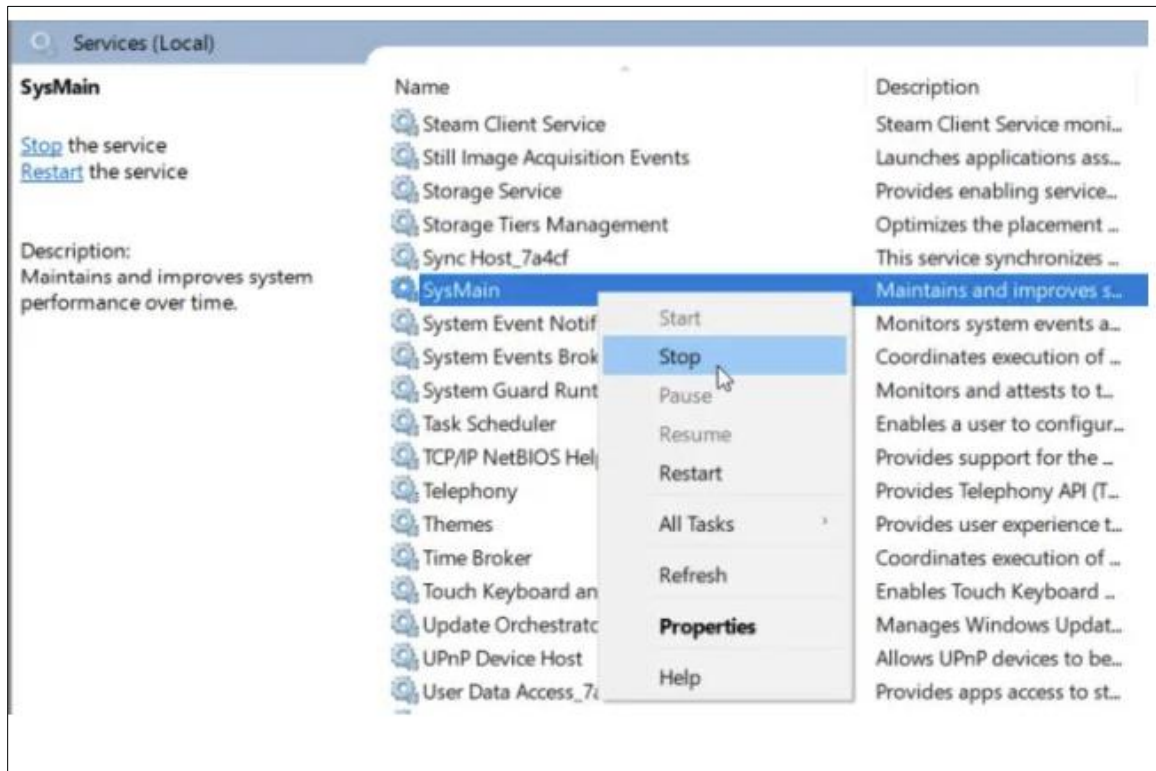 Services (Local)
SysMain
Stop the service
Restart the service
Description:
Maintains and improves system
performance over time.
Name Description
Steam Client Service Steam Client Service moni...
Still Image Acquisition Events Launches applications ass...
Storage Service Provides enabling service...
Storage Tiers Management Optimizes the placement ...
Sync Host_7a4cf This service synchronizes ...
SysMain Maintains and improves s...
System Event Notif Monitors system events a...
System Events Brok Coordinates execution of ...
System Guard Runt Monitors and attests to t...
Task Scheduler Enables a user to configur...
TCP/IP NetBIOS Hel Provides support for the ...
Telephony Provides Telephony API (T...
Themes Provides user experience t...
Time Broker Coordinates execution of ...
Touch Keyboard an Enables Touch Keyboard ...
Update Orchestrato Manages Windows Updat...
UPnP Device Host Allows UPnP devices to be...
User Data Access_7a Provides apps access to st...
Start
Stop
Pause
Resume
Restart
All Tasks
Refresh
Properties
Help